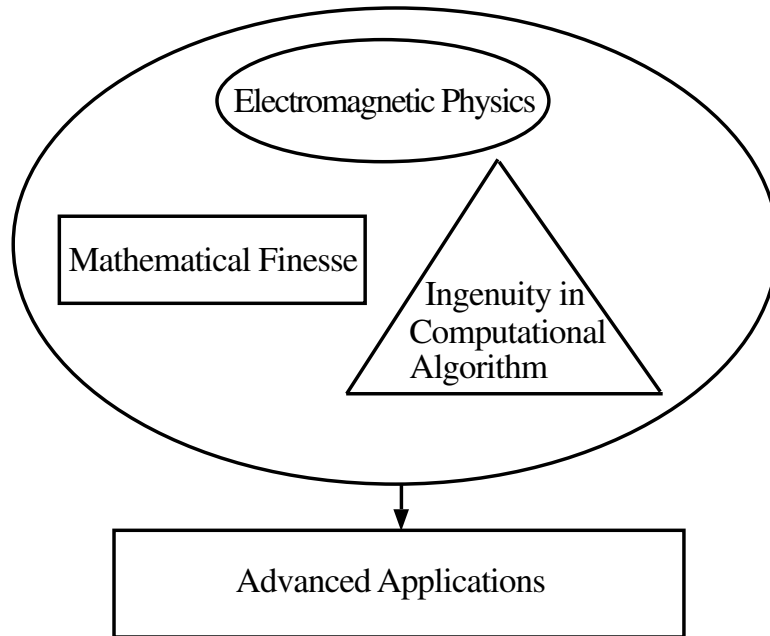 Electromagnetic Physics
Mathematical Finesse
Ingenuity in
Computational
Algorithm
Advanced Applications